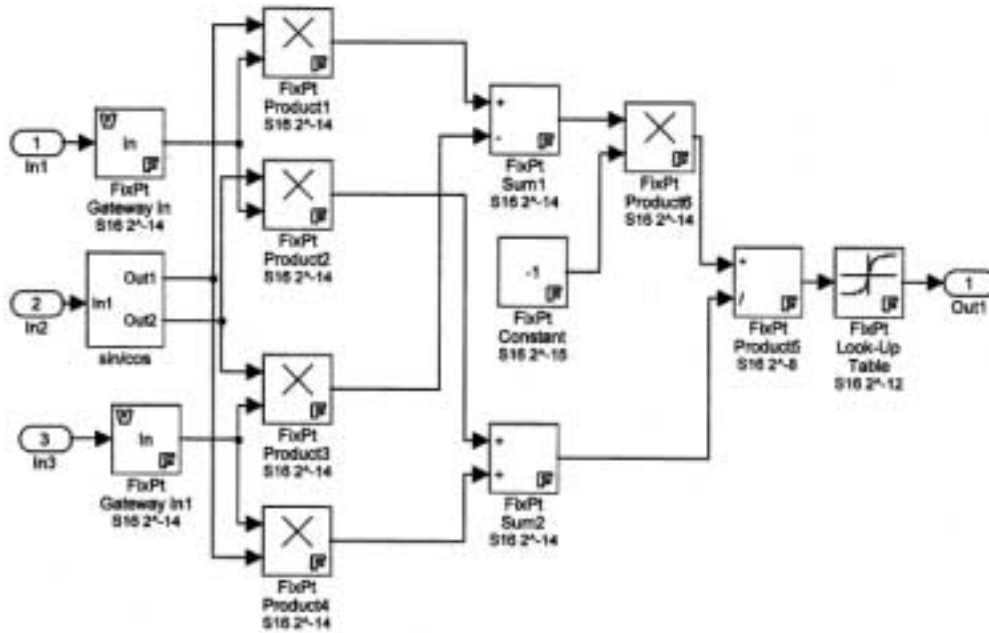 FixPt
Product1
S16 2^-14
1
In1
In
FixPt
Gateway In
S16 2^-14
+
-
FixPt
Sum1
S16 2^-14
FixPt
Product6
S16 2^-14
FixPt
Product2
S16 2^-14
2
In2
In1
Out1
Out2
sin/cos
-1
FixPt
Constant
S16 2^-15
+
/
FixPt
Product5
S16 2^-8
FixPt
Look-Up
Table
S16 2^-12
1
Out1
3
In3
In
FixPt
Gateway In1
S16 2^-14
FixPt
Product3
S16 2^-14
+
+
FixPt
Sum2
S16 2^-14
FixPt
Product4
S16 2^-14